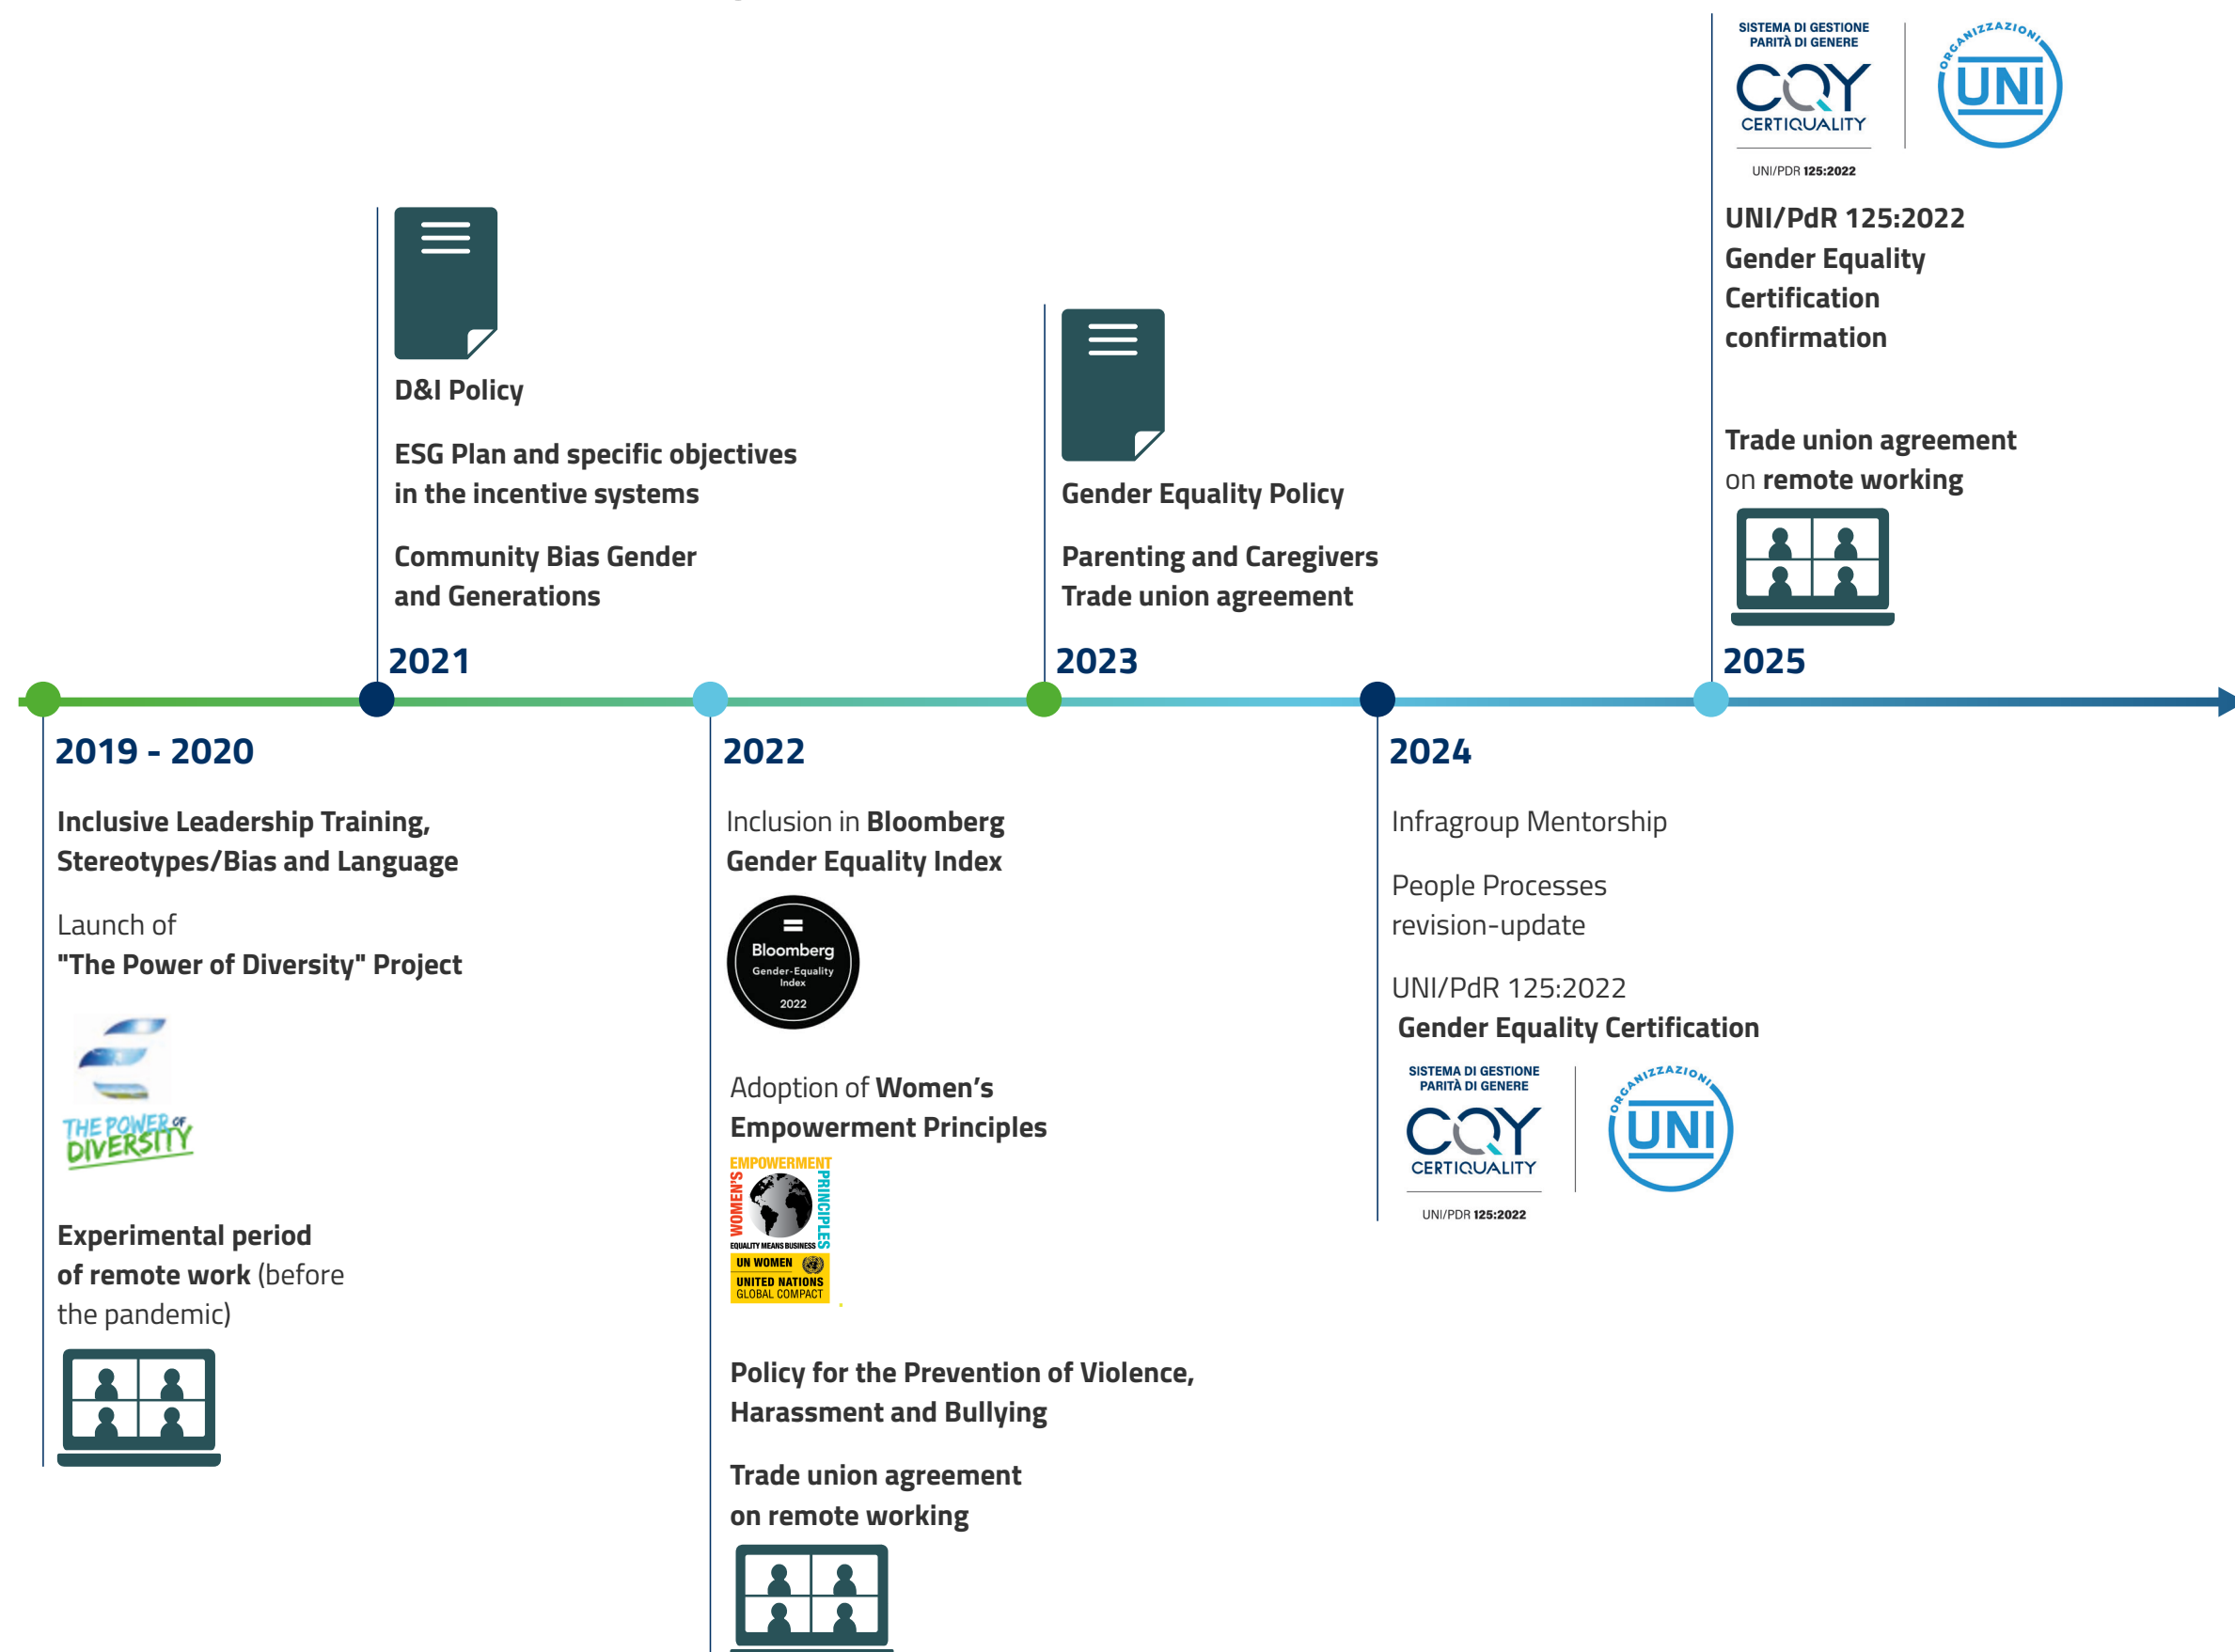 2019 - 2020
Inclusive Leadership Training,
Stereotypes/Bias and Language
Launch of
"The Power of Diversity" Project
THE POWER OF
DIVERSITY
Experimental period
of remote work (before
the pandemic)
D&I Policy
ESG Plan and specific objectives
in the incentive systems
Community Bias Gender
and Generations
2021
2022
Inclusion in Bloomberg
Gender Equality Index
Bloomberg
Gender-Equality
Index
2022
Adoption of Women’s
Empowerment Principles
WOMEN'S
EMPOWERMENT
PRINCIPLES
EQUALITY MEANS BUSINESS
UN WOMEN
UNITED NATIONS
GLOBAL COMPACT
Policy for the Prevention of Violence,
Harassment and Bullying
Trade union agreement
on remote working
Gender Equality Policy
Parenting and Caregivers
Trade union agreement
2023
2024
Infragroup Mentorship
People Processes
revision-update
UNI/PdR 125:2022
Gender Equality Certification
SISTEMA DI GESTIONE
PARITÀ DI GENERE
CQY
CERTIQUALITY
UNI/PDR 125:2022
ORGANIZZAZIONI
UNI
SISTEMA DI GESTIONE
PARITÀ DI GENERE
CQY
CERTIQUALITY
UNI/PDR 125:2022
ORGANIZZAZIONI
UNI
UNI/PdR 125:2022
Gender Equality
Certification
confirmation
Trade union agreement
on remote working
2025